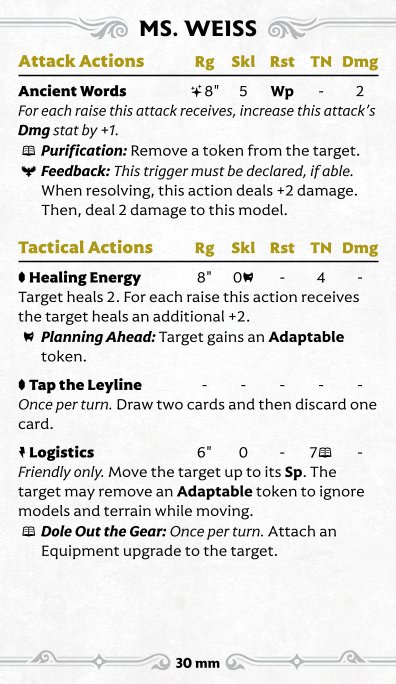 MS. WEISS
Attack Actions Rg Skl Rst TN Dmg
Ancient Words 8" 5 Wp - 2
For each raise this attack receives, increase this attack's
Dmg stat by +1.
Purification: Remove a token from the target.
Feedback: This trigger must be declared, if able.
When resolving, this action deals +2 damage.
Then, deal 2 damage to this model.
Tactical Actions Rg Skl Rst TN Dmg
Healing Energy 8" 0 - 4 -
Target heals 2. For each raise this action receives
the target heals an additional +2.
Planning Ahead: Target gains an Adaptable
token.
Tap the Leyline - - - - -
Once per turn. Draw two cards and then discard one
card.
Logistics 6" 0 - 7 -
Friendly only. Move the target up to its Sp. The
target may remove an Adaptable token to ignore
models and terrain while moving.
Dole Out the Gear: Once per turn. Attach an
Equipment upgrade to the target.
30 mm